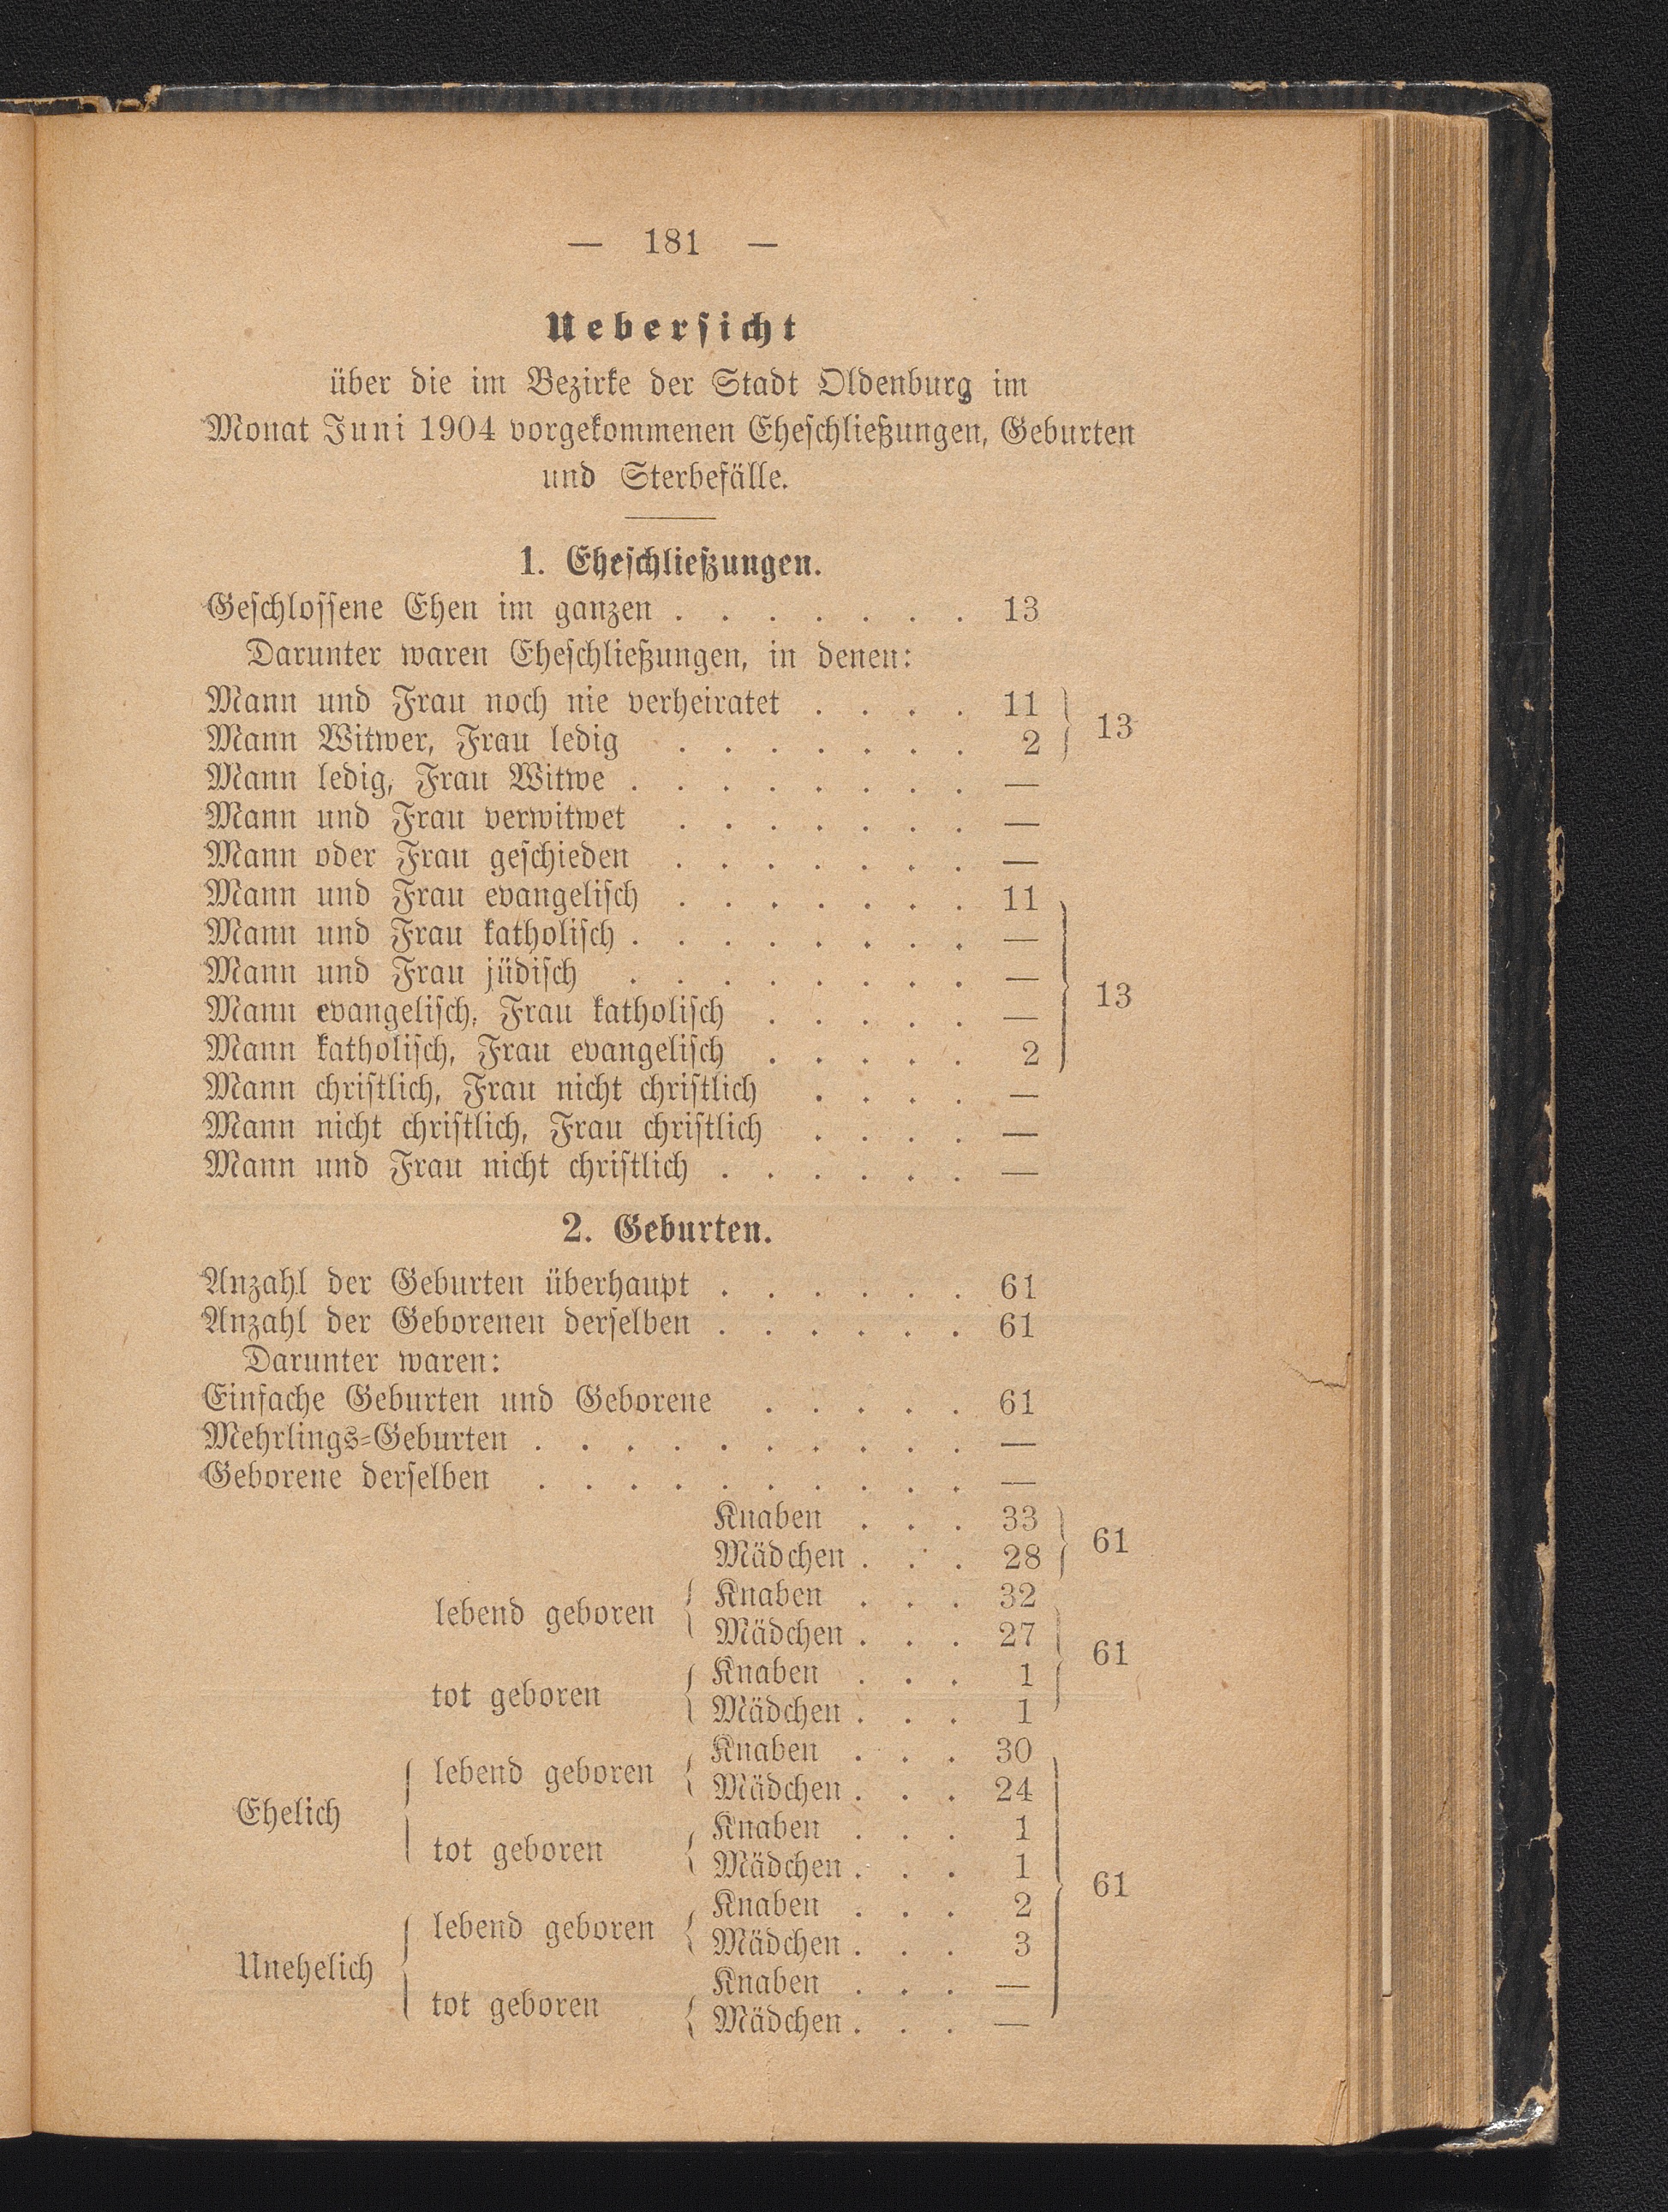 — 181 —
Uebersicht
über die im Bezirke der Stadt Oldenburg im
Monat Juni 1904 vorgekommenen Eheschließungen, Geburten
und Sterbefälle.
1. Eheschließungen.
Geschlossene Ehen im ganzen . . . . . . . 13
Darunter waren Eheschließungen, in denen:
Mann und Frau noch nie verheiratet . . . . 11 } 13
Mann Witwer, Frau ledig . . . . . . . 2
Mann ledig, Frau Witwe . . . . . . . . —
Mann und Frau verwitwet . . . . . . . —
Mann oder Frau geschieden . . . . . . . —
Mann und Frau evangelisch . . . . . . . 11
Mann und Frau katholisch . . . . . . . . —
Mann und Frau jüdisch . . . . . . . . —
Mann evangelisch, Frau katholisch . . . . . — } 13
Mann katholisch, Frau evangelisch . . . . . 2
Mann christlich, Frau nicht christlich . . . . —
Mann nicht christlich, Frau christlich . . . . —
Mann und Frau nicht christlich . . . . . . —
2. Geburten.
Anzahl der Geburten überhaupt . . . . . . 61
Anzahl der Geborenen derselben . . . . . . 61
Darunter waren:
Einfache Geburten und Geborene . . . . . 61
Mehrlings-Geburten . . . . . . . . . . —
Geborene derselben . . . . . . . . . . —
Knaben . . . 33 } 61
Mädchen . . . 28
lebend geboren { Knaben . . . 32
Mädchen . . . 27 } 61
tot geboren { Knaben . . . 1
Mädchen . . . 1
Ehelich { lebend geboren { Knaben . . . 30
Mädchen . . . 24
tot geboren { Knaben . . . 1
Mädchen . . . 1 } 61
Unehelich { lebend geboren { Knaben . . . 2
Mädchen . . . 3
tot geboren { Knaben . . . —
Mädchen . . . —